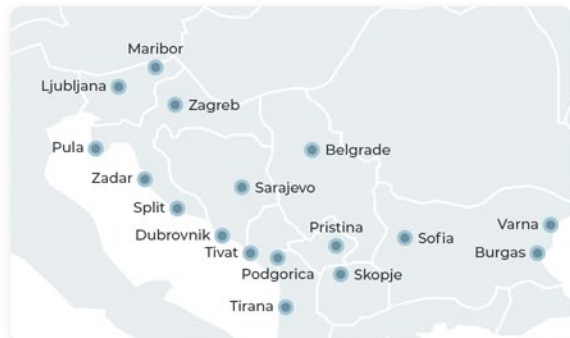 Maribor
Ljubljana
Zagreb
Pula
Belgrade
Zadar
Sarajevo
Split
Dubrovnik
Pristina
Varna
Sofia
Tivat
Burgas
Podgorica
Skopje
Tirana